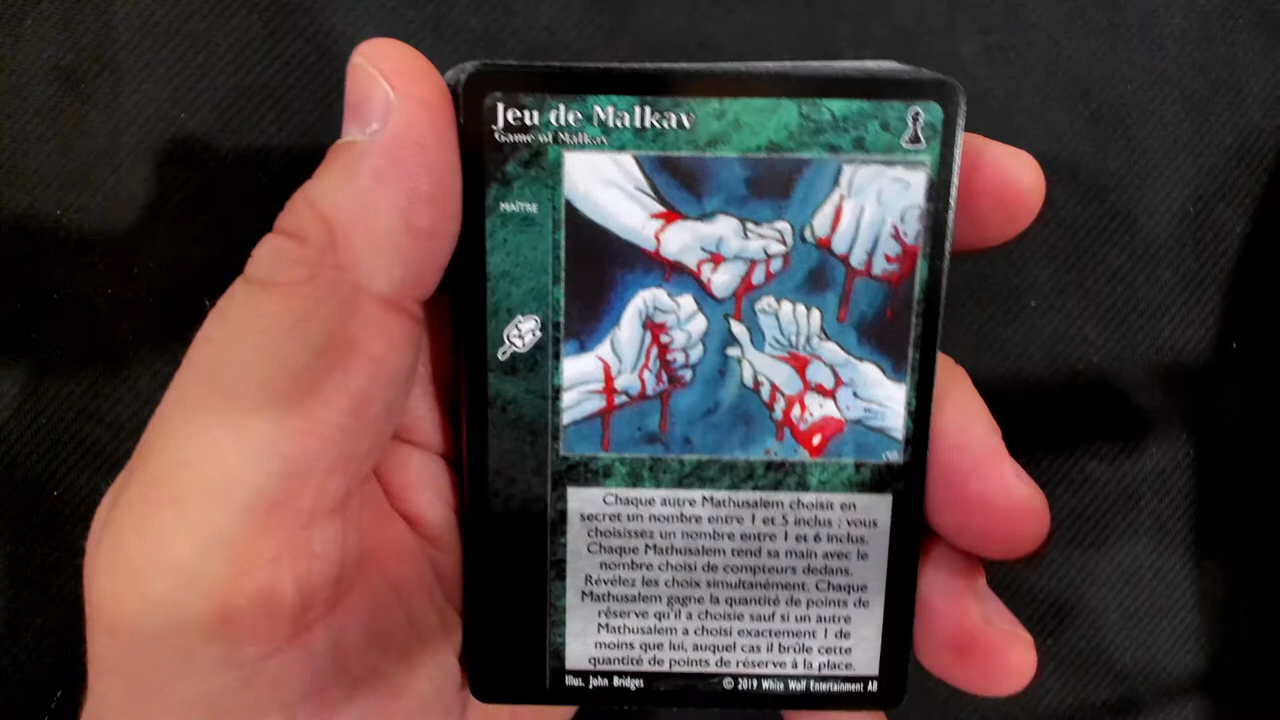 Jeu de Malkav
Game of Malkav
MAÎTRE
Chaque autre Mathusalem choisit en
secret un nombre entre 1 et 5 inclus ; vous
choisissez un nombre entre 1 et 6 inclus.
Chaque Mathusalem tend sa main avec le
nombre choisi de compteurs dedans.
Révélez les choix simultanément. Chaque
Mathusalem gagne la quantité de points de
réserve qu'il a choisie sauf si un autre
Mathusalem a choisi exactement 1 de
moins que lui, auquel cas il brûle cette
quantité de points de réserve à la place.
Illus. John Bridges © 2019 White Wolf Entertainment AB